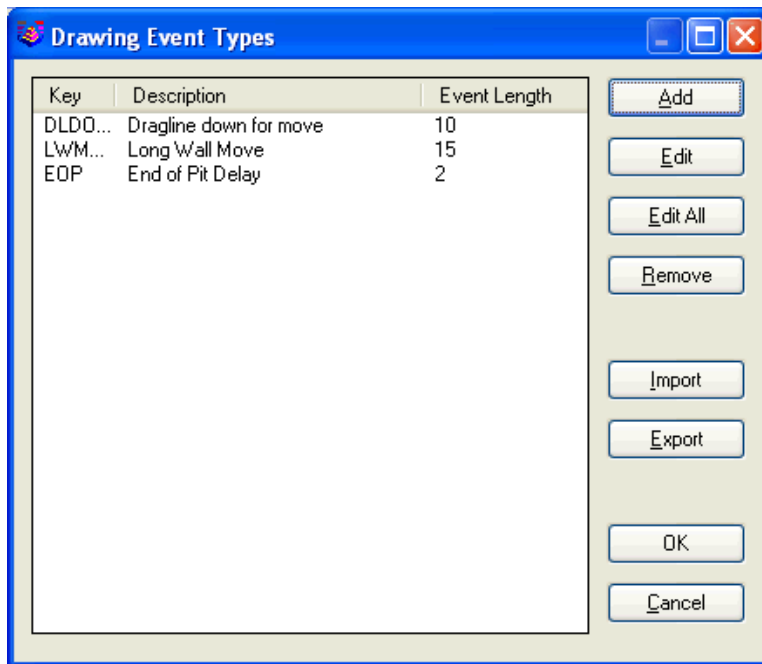 Drawing Event Types
Key Description Event Length
DLDO... Dragline down for move 10
LWM... Long Wall Move 15
EOP End of Pit Delay 2
Add
Edit
Edit All
Remove
Import
Export
OK
Cancel